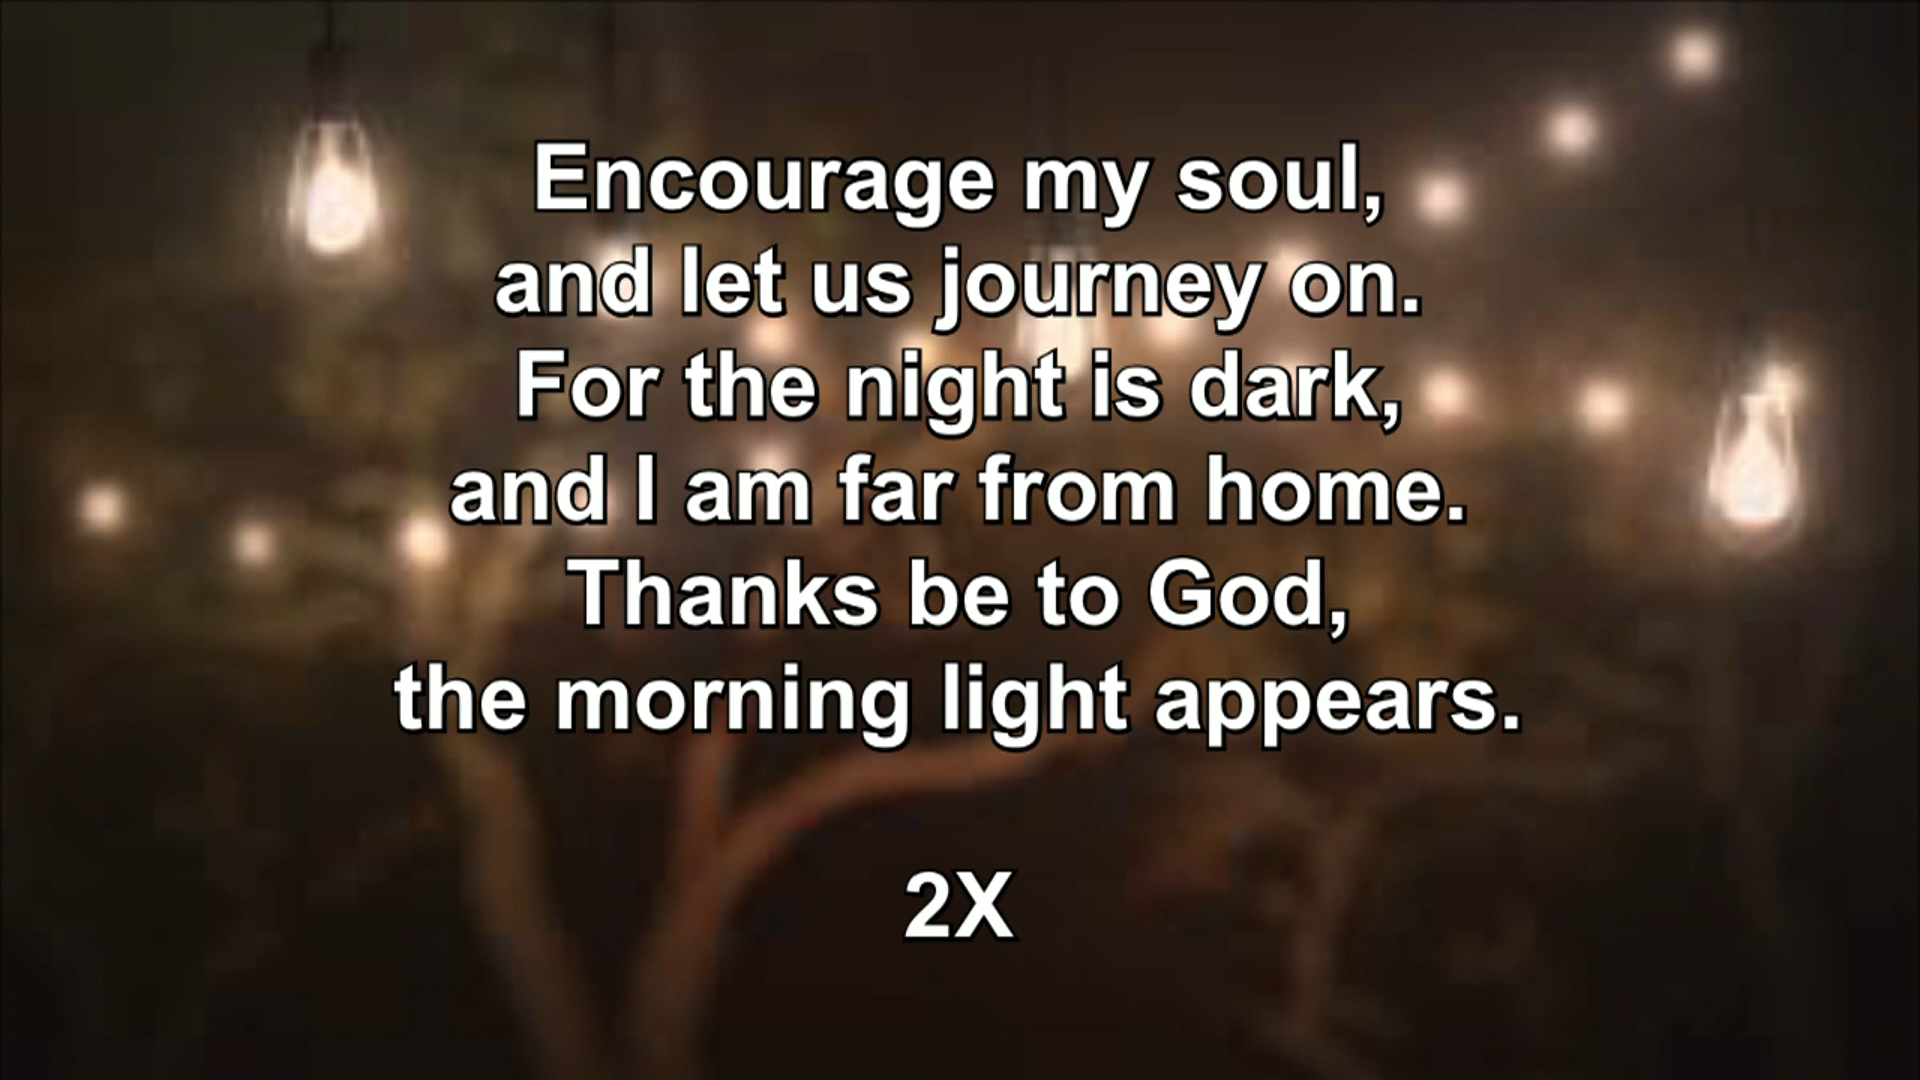 Encourage my soul,
and let us journey on.
For the night is dark,
and I am far from home.
Thanks be to God,
the morning light appears.
2X